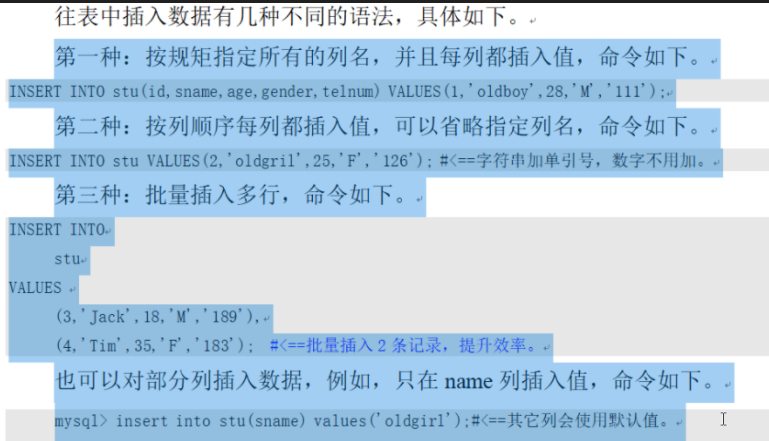 往表中插入数据有几种不同的语法，具体如下。
第一种：按规矩指定所有的列名，并且每列都插入值，命令如下。
INSERT INTO stu(id,sname,age,gender,telnum) VALUES(1,'oldboy',28,'M','111');
第二种：按列顺序每列都插入值，可以省略指定列名，命令如下。
INSERT INTO stu VALUES(2,'oldgril',25,'F','126'); #<==字符串加单引号，数字不用加。
第三种：批量插入多行，命令如下。
INSERT INTO
stu
VALUES
(3,'Jack',18,'M','189'),
(4,'Tim',35,'F','183'); #<==批量插入 2 条记录，提升效率。
也可以对部分列插入数据，例如，只在 name 列插入值，命令如下。
mysql> insert into stu(sname) values('oldgirl');#<==其它列会使用默认值。